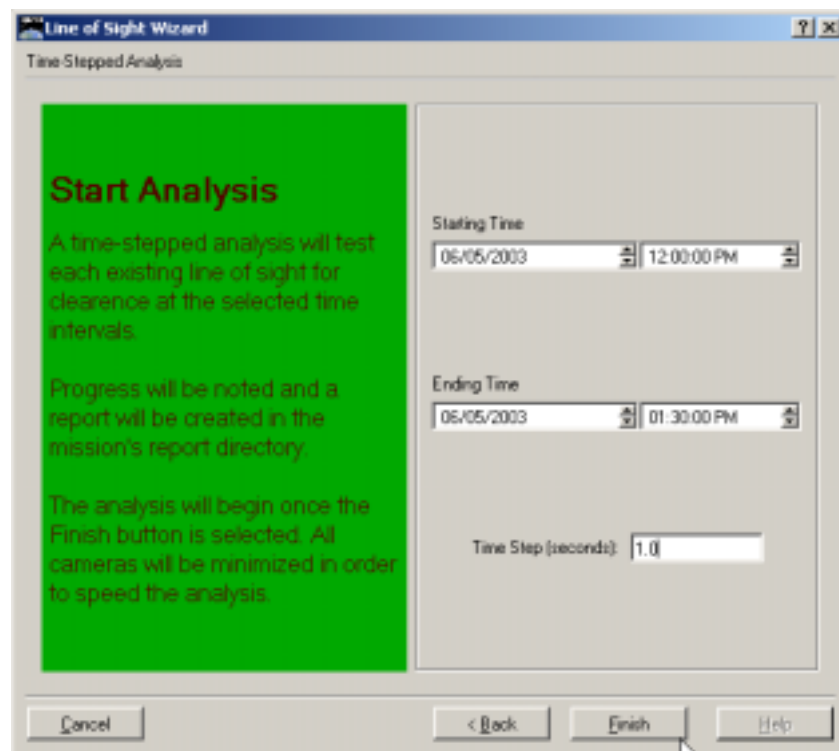 Line of Sight Wizard
Time-Stepped Analysis
Start Analysis
A time-stepped analysis will test
each existing line of sight for
clearence at the selected time
intervals.
Progress will be noted and a
report will be created in the
mission's report directory.
The analysis will begin once the
Finish button is selected. All
cameras will be minimized in order
to speed the analysis.
Starting Time
06/05/2003 12:00:00 PM
Ending Time
06/05/2003 01:30:00 PM
Time Step (seconds): 1.0
Cancel < Back Finish Help